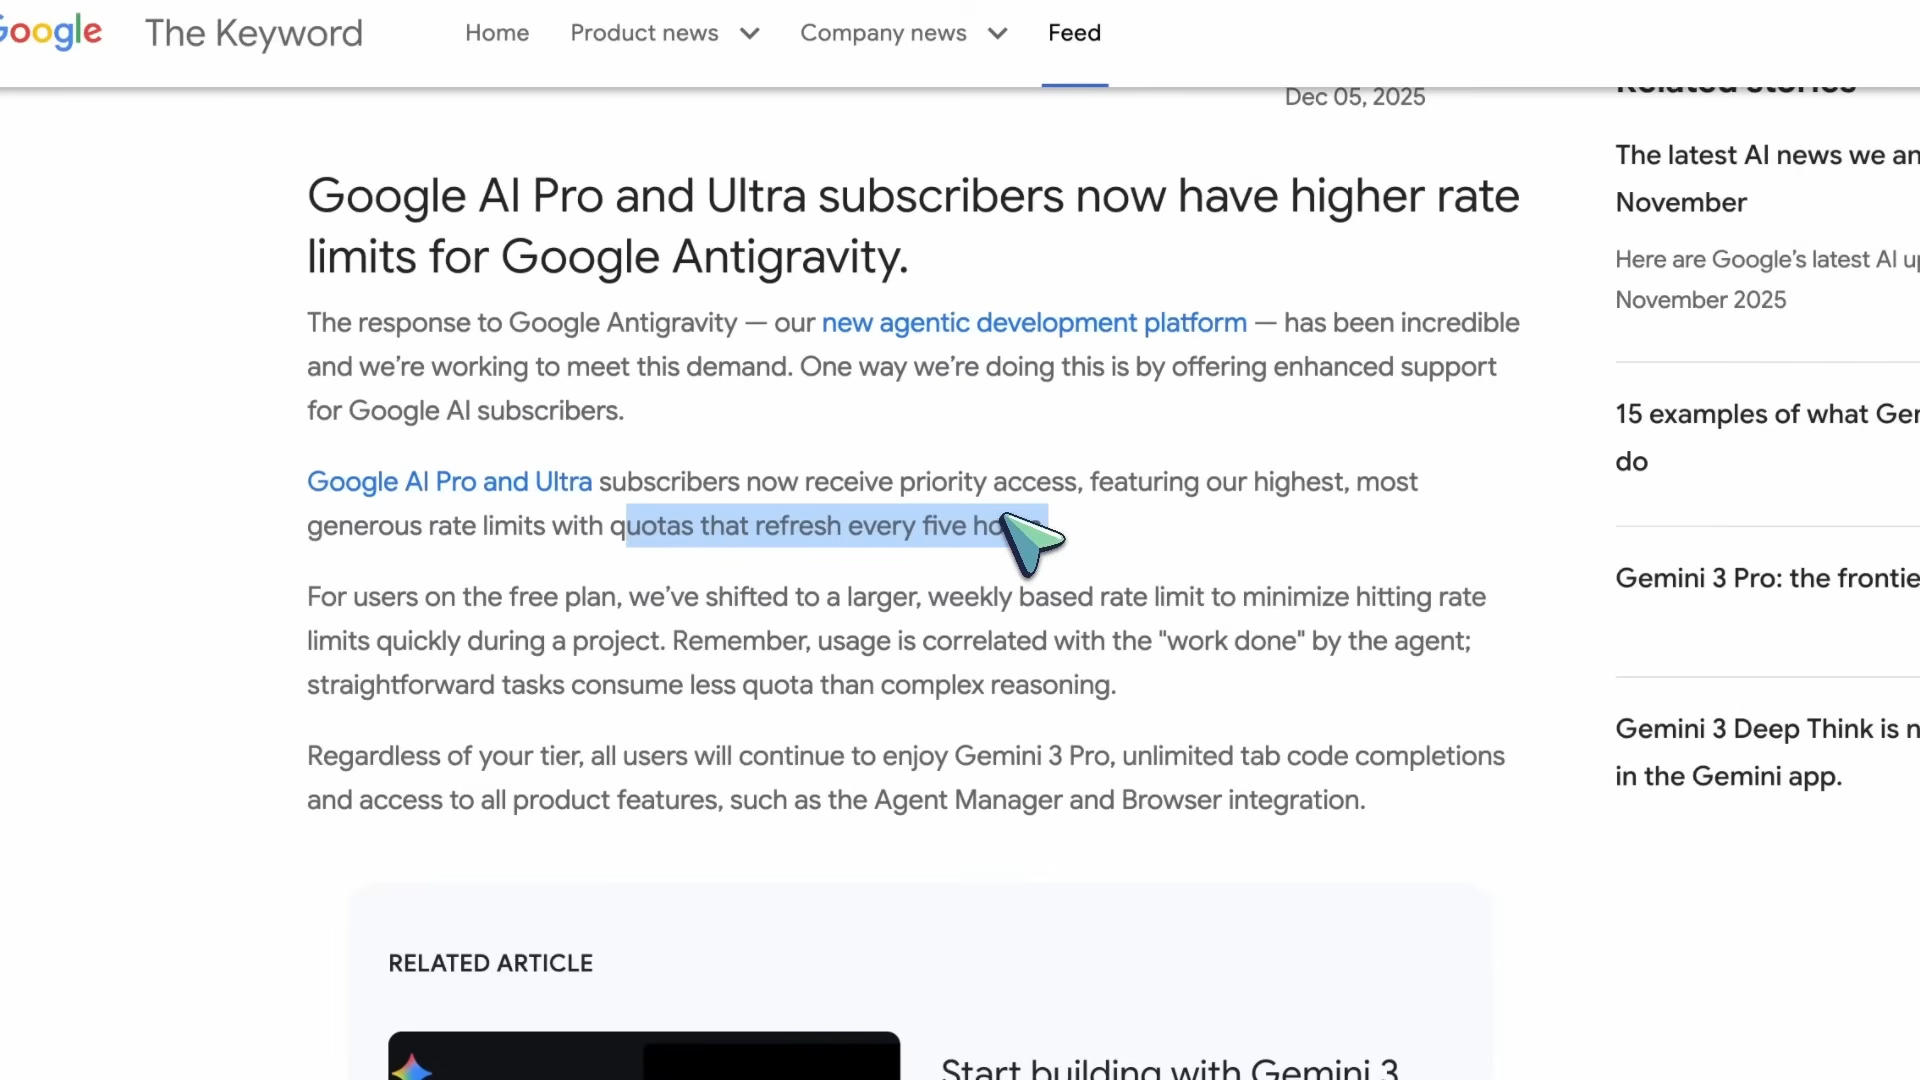 Google The Keyword Home Product news Company news Feed
Dec 05, 2025
Google AI Pro and Ultra subscribers now have higher rate
limits for Google Antigravity.
The response to Google Antigravity — our new agentic development platform — has been incredible
and we're working to meet this demand. One way we're doing this is by offering enhanced support
for Google AI subscribers.
Google AI Pro and Ultra subscribers now receive priority access, featuring our highest, most
generous rate limits with quotas that refresh every five
For users on the free plan, we've shifted to a larger, weekly based rate limit to minimize hitting rate
limits quickly during a project. Remember, usage is correlated with the "work done" by the agent;
straightforward tasks consume less quota than complex reasoning.
Regardless of your tier, all users will continue to enjoy Gemini 3 Pro, unlimited tab code completions
and access to all product features, such as the Agent Manager and Browser integration.
RELATED ARTICLE
Start building with Gemini 3
Related stories
The latest AI news we
November
Here are Google's latest AI
November 2025
15 examples of what
do
Gemini 3 Pro: the
Gemini 3 Deep Think is
in the Gemini app.